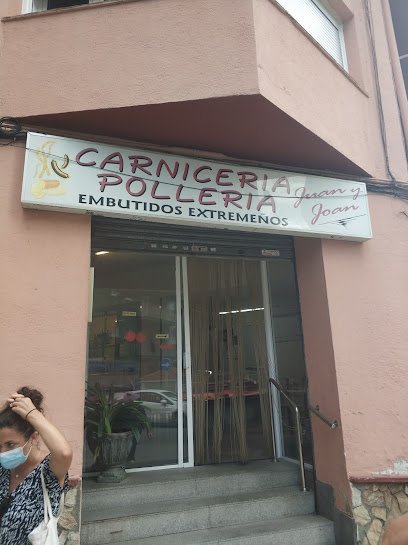 CARNICERIA
POLLERIA
EMBUTIDOS EXTREMEÑOS
Juan y
Joan